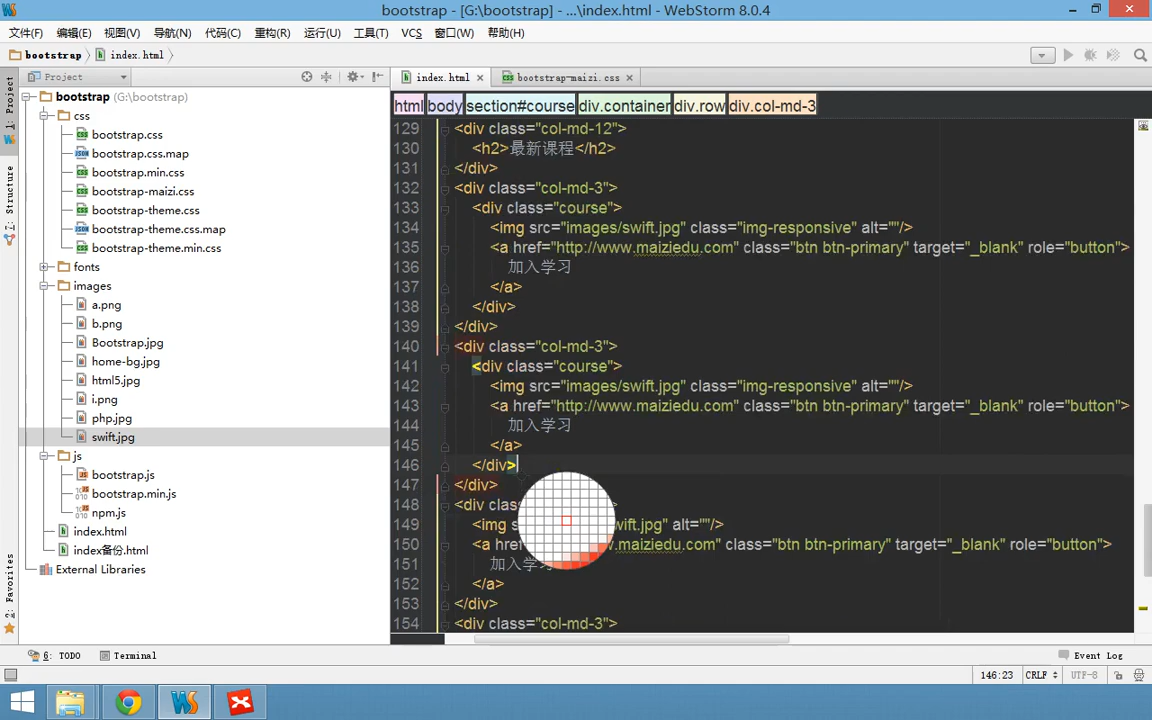 bootstrap - [G:\bootstrap] - ...\index.html - WebStorm 8.0.4
文件(F) 编辑(E) 视图(V) 导航(N) 代码(C) 重构(R) 运行(U) 工具(T) VCS 窗口(W) 帮助(H)
bootstrap index.html
Project
index.html
bootstrap-maizi.css
1: Project
7: Structure
2: Favorites
bootstrap (G:\bootstrap)
css
bootstrap.css
bootstrap.css.map
bootstrap.min.css
bootstrap-maizi.css
bootstrap-theme.css
bootstrap-theme.css.map
bootstrap-theme.min.css
fonts
images
a.png
b.png
Bootstrap.jpg
home-bg.jpg
html5.jpg
i.png
php.jpg
swift.jpg
js
bootstrap.js
bootstrap.min.js
npm.js
index.html
index备份.html
External Libraries
html body section#course div.container div.row div.col-md-3
129 <div class="col-md-12">
130 <h2>最新课程</h2>
131 </div>
132 <div class="col-md-3">
133 <div class="course">
134 <img src="images/swift.jpg" class="img-responsive" alt=""/>
135 <a href="http://www.maiziedu.com" class="btn btn-primary" target="_blank" role="button">
136 加入学习
137 </a>
138 </div>
139 </div>
140 <div class="col-md-3">
141 <div class="course">
142 <img src="images/swift.jpg" class="img-responsive" alt=""/>
143 <a href="http://www.maiziedu.com" class="btn btn-primary" target="_blank" role="button">
144 加入学习
145 </a>
146 </div>
147 </div>
148 <div
149 <img wift.jpg" alt=""/>
150 <a .maiziedu.com" class="btn btn-primary" target="_blank" role="button">
151 加入学
152 </a>
153 </div>
154 <div class="col-md-3">
6: TODO Terminal Event Log
146:23 CRLF UTF-8